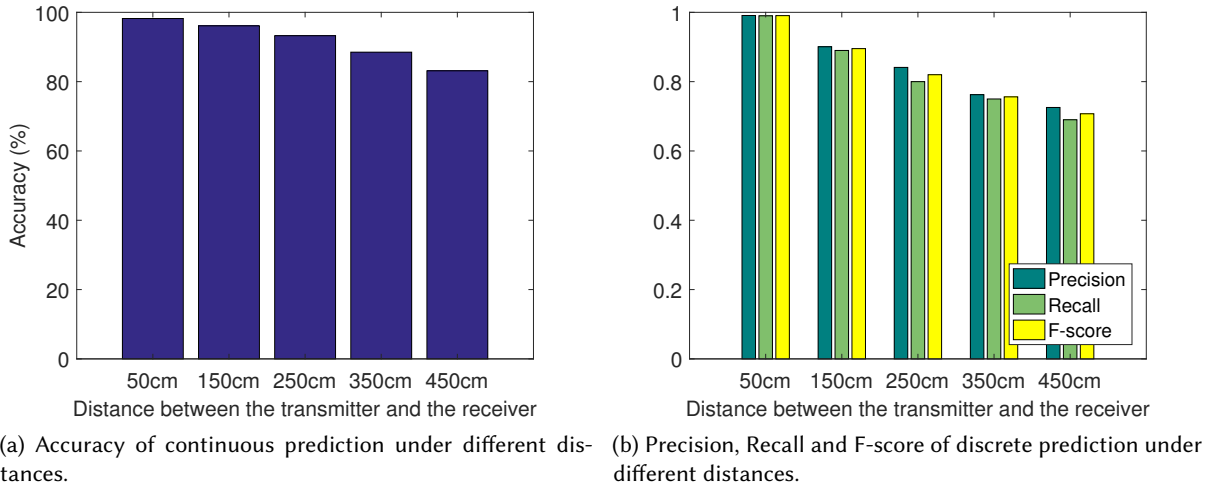 100
80
60
40
20
0
Accuracy (%)
50cm 150cm 250cm 350cm 450cm
Distance between the transmitter and the receiver
(a) Accuracy of continuous prediction under different dis-
tances.
1
0.8
0.6
0.4
0.2
0
Precision
Recall
F-score
50cm 150cm 250cm 350cm 450cm
Distance between the transmitter and the receiver
(b) Precision, Recall and F-score of discrete prediction under
different distances.